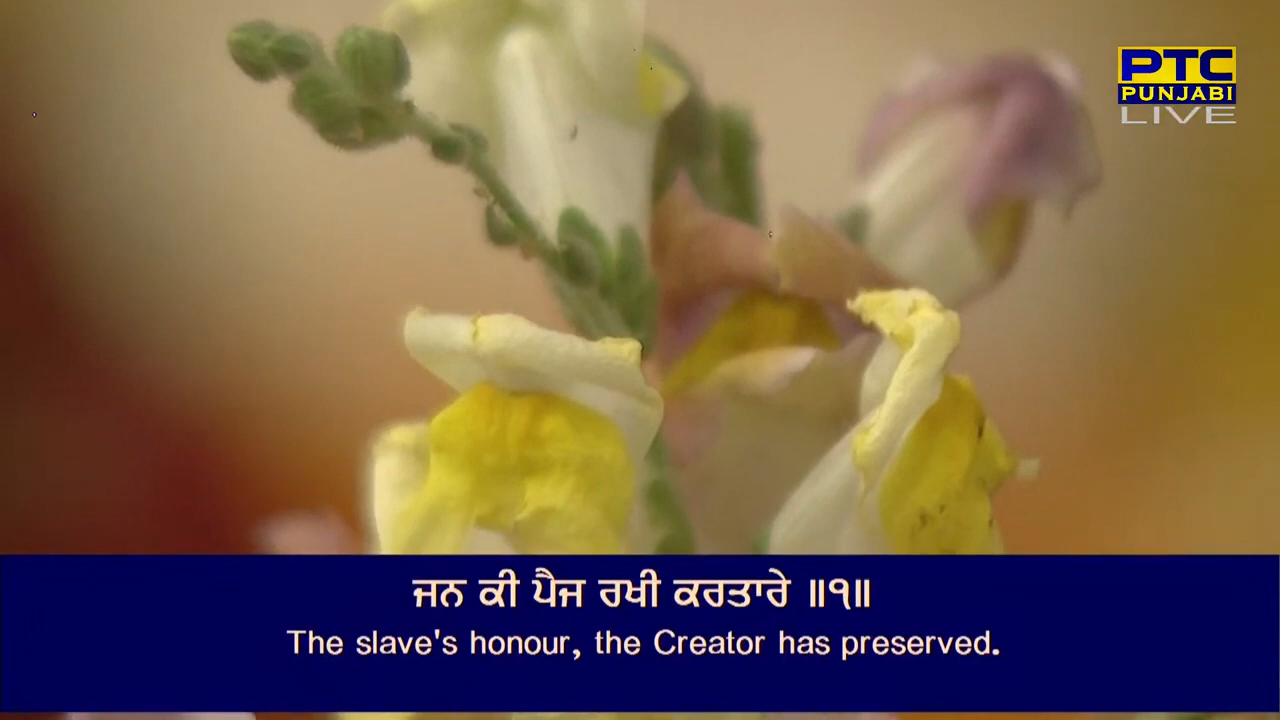 PTC
PUNJABI
LIVE
ਜਨ ਕੀ ਪੈਜ ਰਖੀ ਕਰਤਾਰੇ ॥੧॥
The slave's honour, the Creator has preserved.